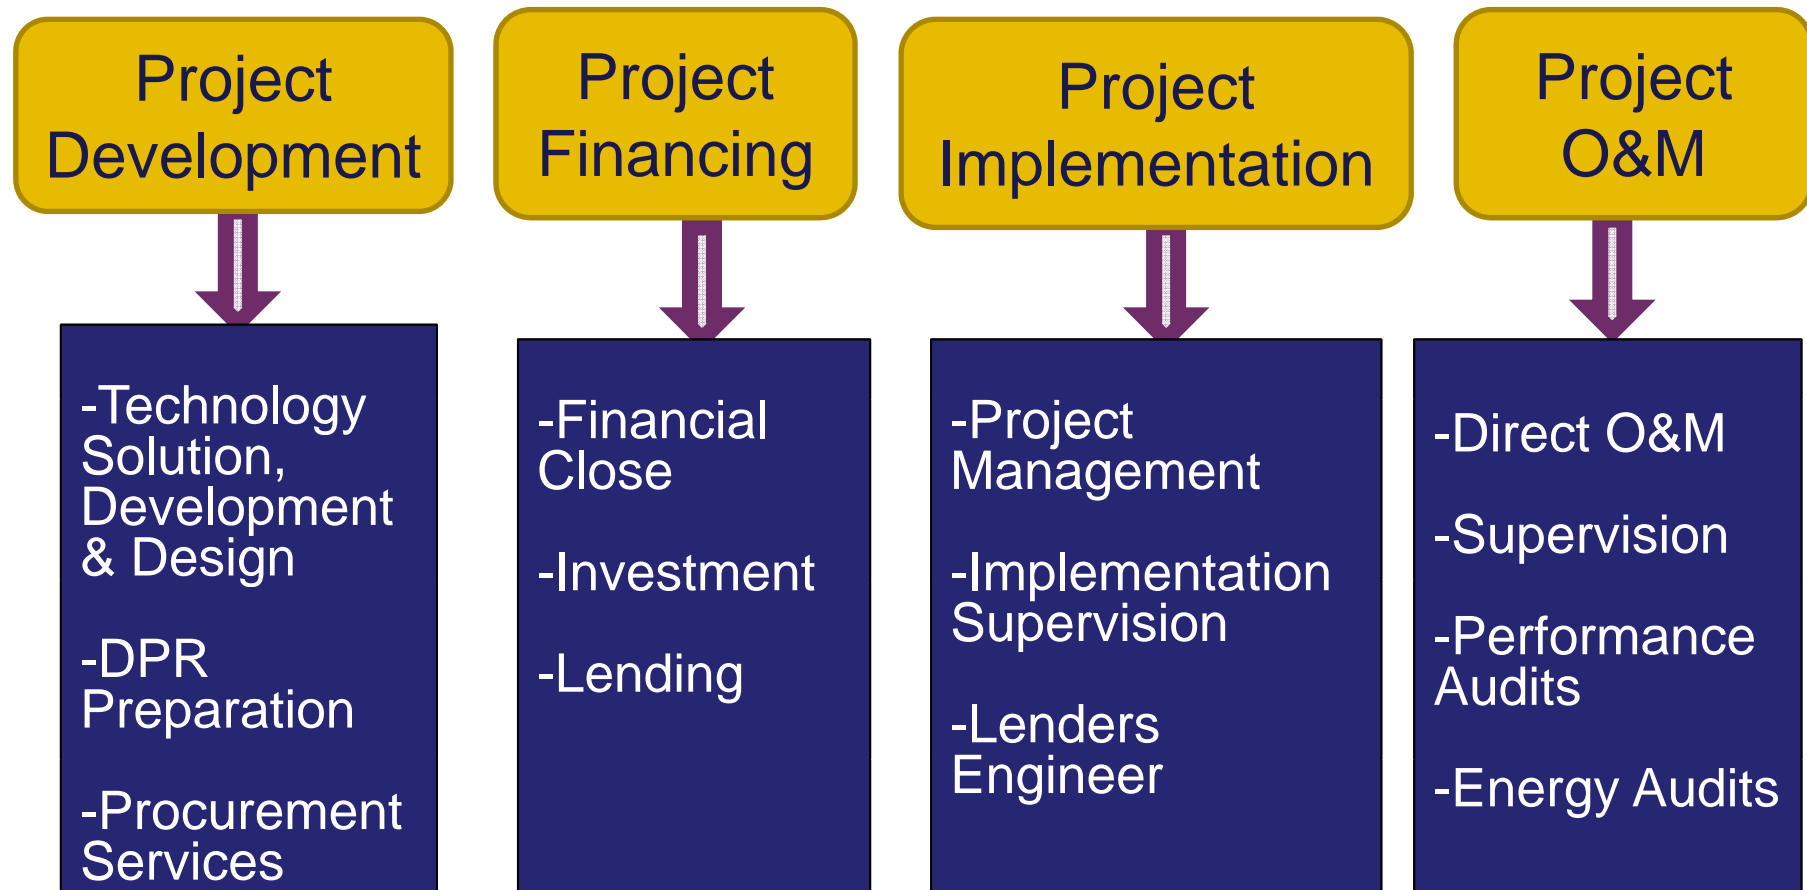 Project
Development
-Technology
Solution,
Development
& Design
-DPR
Preparation
-Procurement
Services
Project
Financing
-Financial
Close
-Investment
-Lending
Project
Implementation
-Project
Management
-Implementation
Supervision
-Lenders
Engineer
Project
O&M
-Direct O&M
-Supervision
-Performance
Audits
-Energy Audits